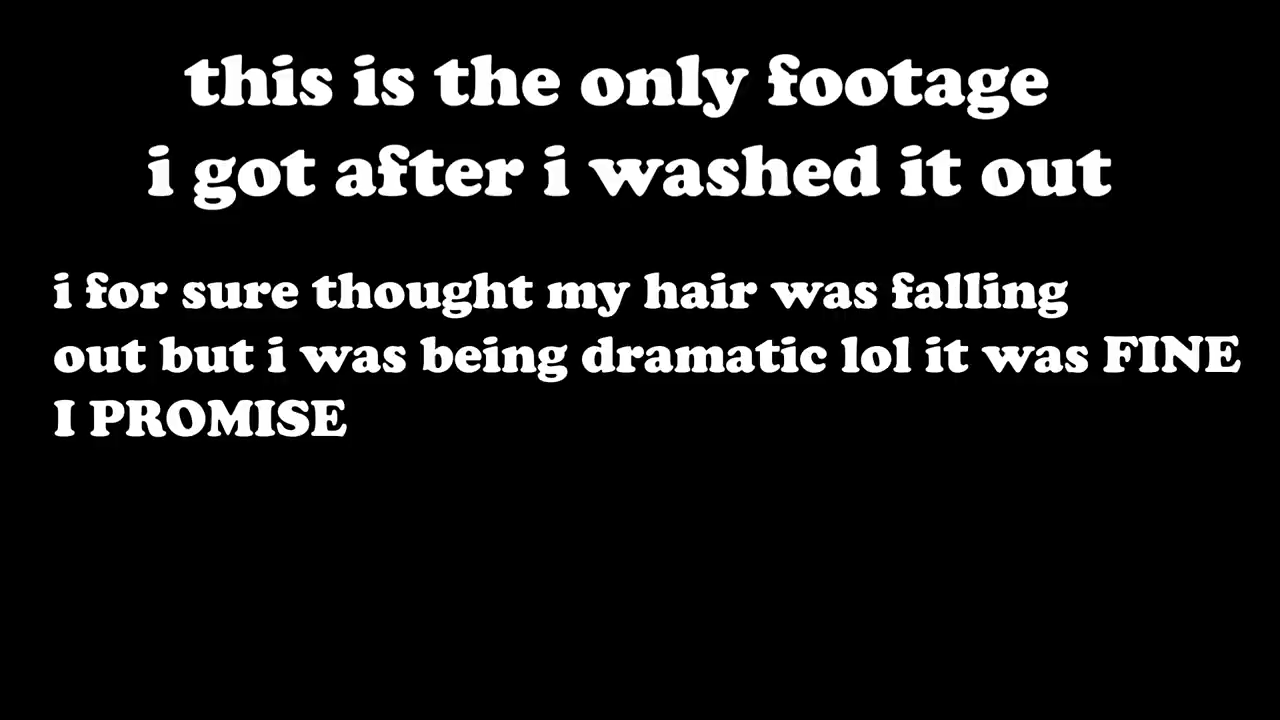 this is the only footage
i got after i washed it out
i for sure thought my hair was falling
out but i was being dramatic lol it was FINE
I PROMISE